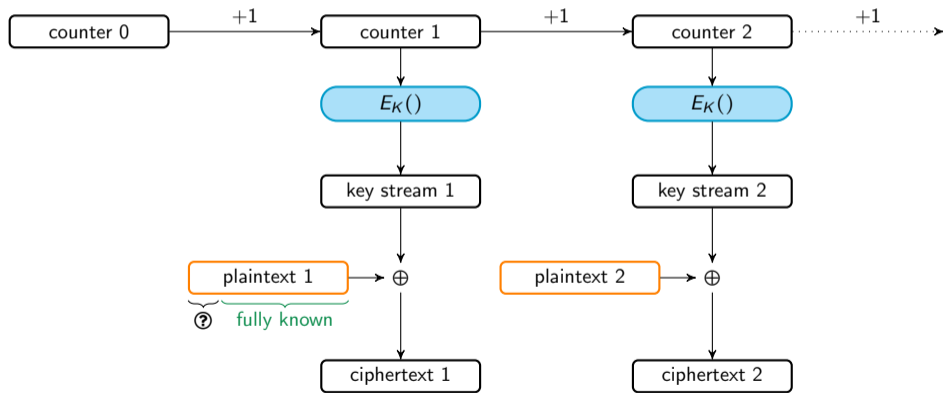 +1 +1 +1
counter 0 counter 1 counter 2
E_K() E_K()
key stream 1 key stream 2
plaintext 1 ⊕ plaintext 2 ⊕
? fully known
ciphertext 1 ciphertext 2